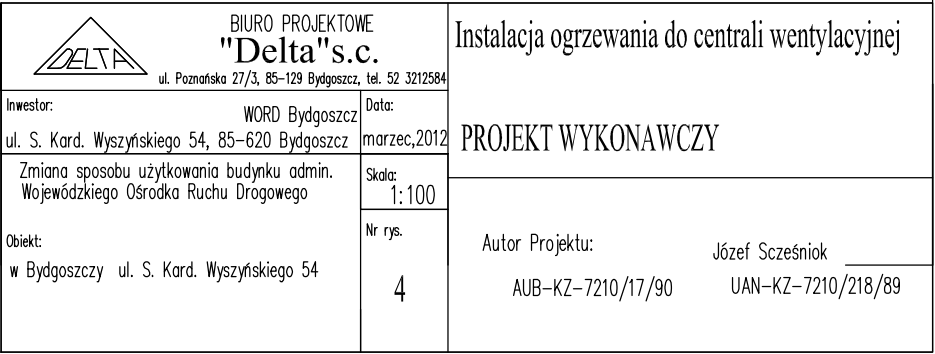 DELTA
BIURO PROJEKTOWE
"Delta"s.c.
ul. Poznańska 27/3, 85-129 Bydgoszcz, tel. 52 3212584
Instalacja ogrzewania do centrali wentylacyjnej
Inwestor:
WORD Bydgoszcz
ul. S. Kard. Wyszyńskiego 54, 85-620 Bydgoszcz
Data:
marzec,2012
PROJEKT WYKONAWCZY
Zmiana sposobu użytkowania budynku admin.
Wojewódzkiego Ośrodka Ruchu Drogowego
Skala:
1:100
Obiekt:
w Bydgoszczy ul. S. Kard. Wyszyńskiego 54
Nr rys.
4
Autor Projektu:
Józef Scześniok
AUB-KZ-7210/17/90
UAN-KZ-7210/218/89